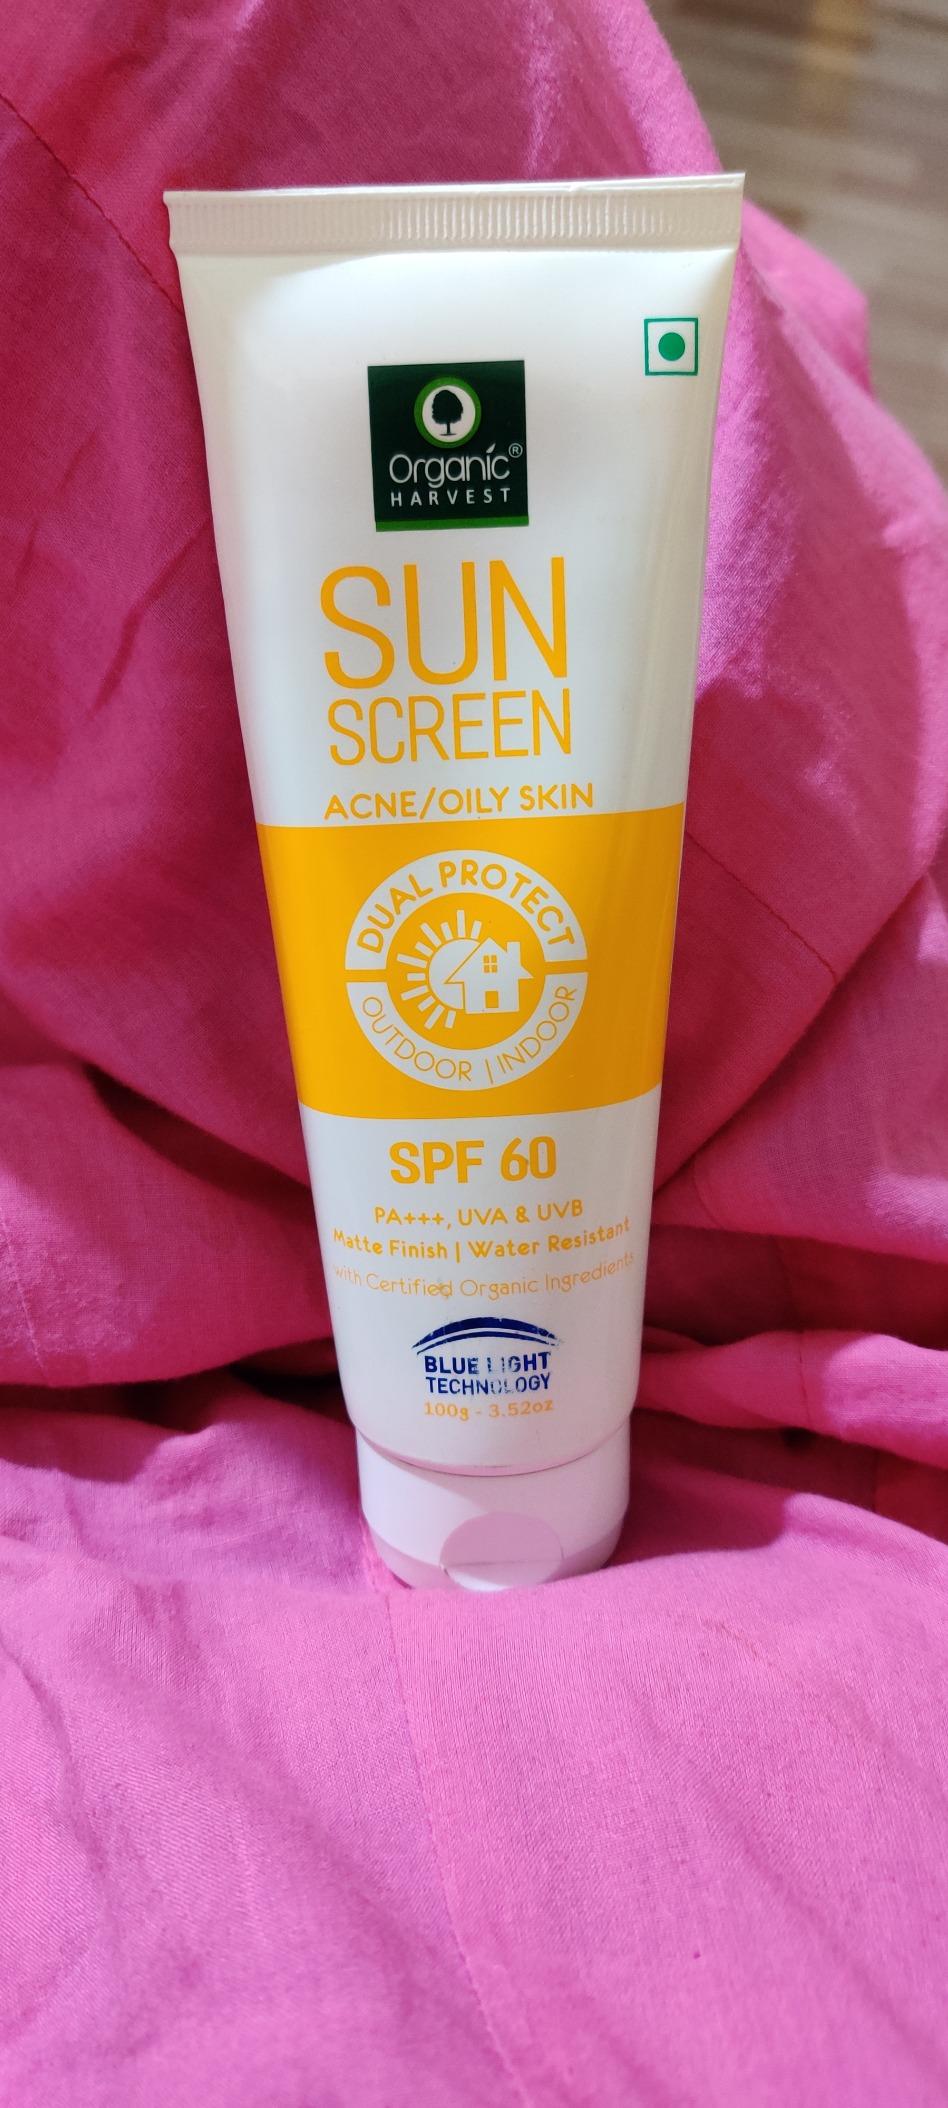 Organic®
HARVEST
SUN
SCREEN
ACNE/OILY SKIN
DUAL PROTECT
OUTDOOR | INDOOR
SPF 60
PA+++, UVA & UVB
Matte Finish | Water Resistant
with Certified Organic Ingredients
BLUE LIGHT
TECHNOLOGY
100g - 3.52oz